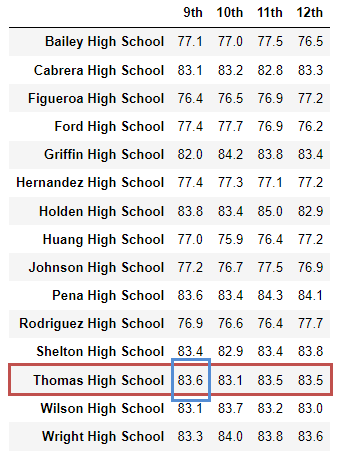 9th 10th 11th 12th
Bailey High School 77.1 77.0 77.5 76.5
Cabrera High School 83.1 83.2 82.8 83.3
Figueroa High School 76.4 76.5 76.9 77.2
Ford High School 77.4 77.7 76.9 76.2
Griffin High School 82.0 84.2 83.8 83.4
Hernandez High School 77.4 77.3 77.1 77.2
Holden High School 83.8 83.4 85.0 82.9
Huang High School 77.0 75.9 76.4 77.2
Johnson High School 77.2 76.7 77.5 76.9
Pena High School 83.6 83.4 84.3 84.1
Rodriguez High School 76.9 76.6 76.4 77.7
Shelton High School 83.4 82.9 83.4 83.8
Thomas High School 83.6 83.1 83.5 83.5
Wilson High School 83.1 83.7 83.2 83.0
Wright High School 83.3 84.0 83.8 83.6